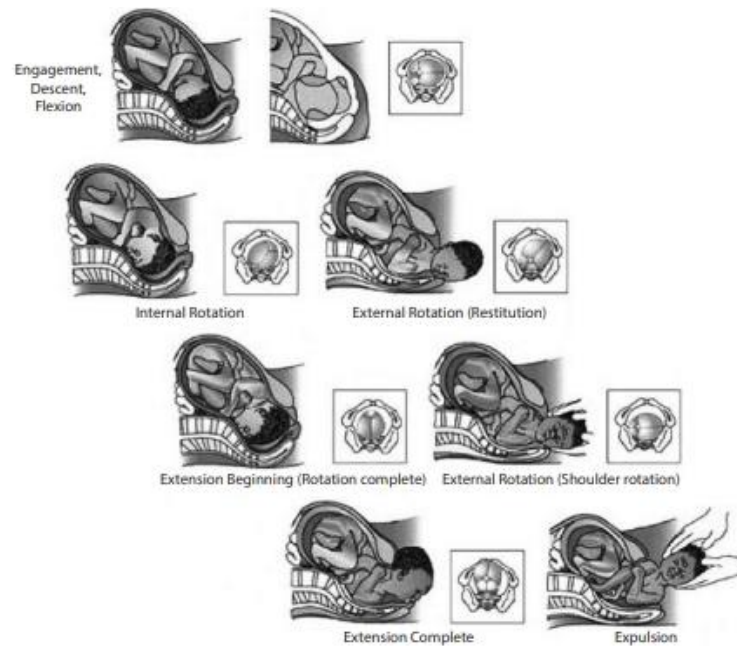 Engagement,
Descent,
Flexion
Internal Rotation
External Rotation (Restitution)
Extension Beginning (Rotation complete)
External Rotation (Shoulder rotation)
Extension Complete
Expulsion